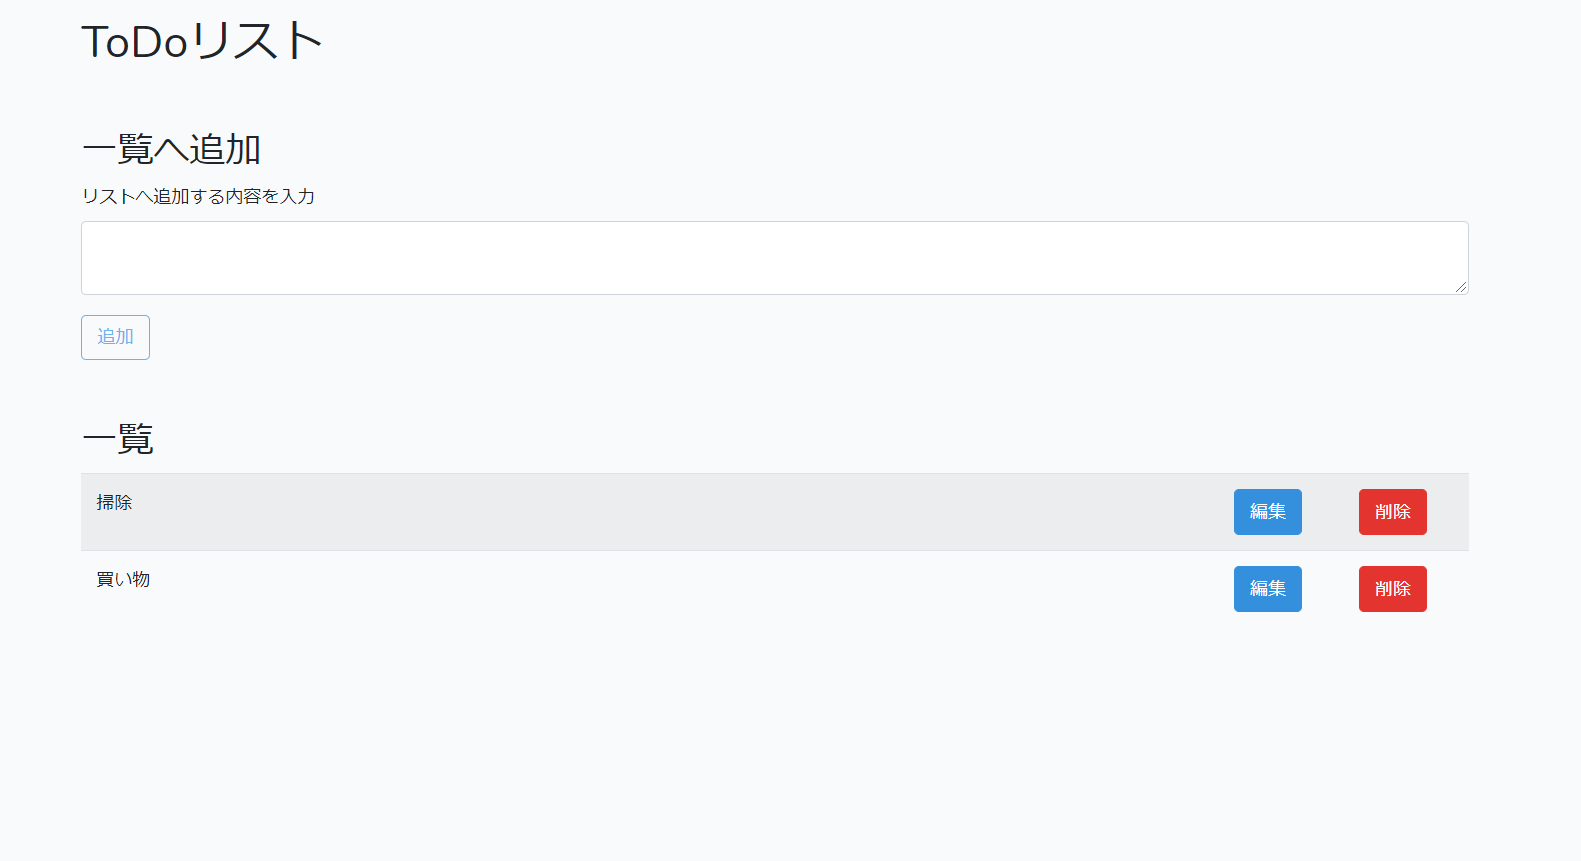 ToDoリスト
一覧へ追加
リストへ追加する内容を入力
追加
一覧
掃除 編集 削除
買い物 編集 削除